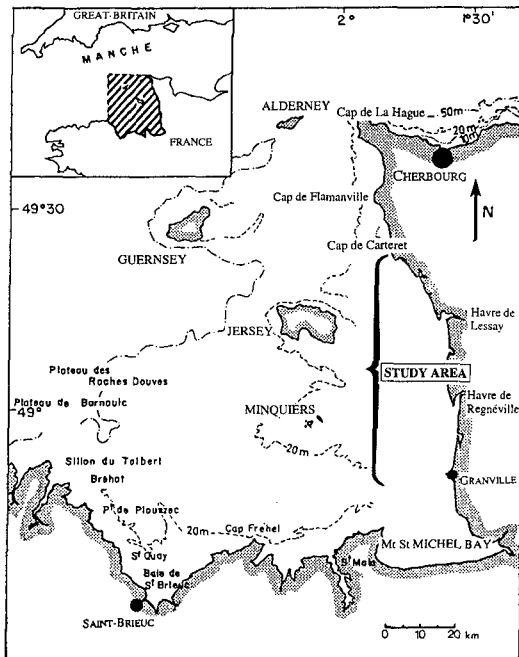 GREAT-BRITAIN
MANCHE
FRANCE
2°
1° 30
ALDERNEY
Cap de La Hague
50m
20m
CHERBOURG
Cap de Flamanville
49° 30
N
GUERNSEY
Cap de Carteret
JERSEY
Havre de
Lessay
STUDY AREA
Plateau des
Roches Douves
Plateau de Barnouic
49°
MINQUIERS
Havre de
Regnéville
20m
Sillon du Talbert
Brehat
GRANVILLE
Pte de Plouézec
20m
Cap Frehel
St Quay
Mt St MICHEL BAY
St Malo
Baie de
St Brieuc
SAINT-BRIEUC
0 10 20
km